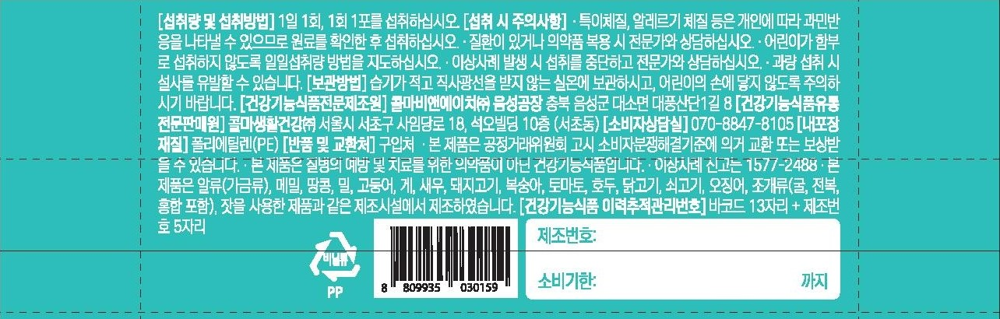 [섭취량 및 섭취방법] 1일 1회, 1회 1포를 섭취하십시오. [섭취 시 주의사항] · 특이체질, 알레르기 체질 등은 개인에 따라 과민반
응을 나타낼 수 있으므로 원료를 확인한 후 섭취하십시오. · 질환이 있거나 의약품 복용 시 전문가와 상담하십시오. · 어린이가 함부
로 섭취하지 않도록 일일섭취량 방법을 지도하십시오. · 이상사례 발생 시 섭취를 중단하고 전문가와 상담하십시오. · 과량 섭취 시
설사를 유발할 수 있습니다. [보관방법] 습기가 적고 직사광선을 받지 않는 실온에 보관하시고, 어린이의 손에 닿지 않도록 주의하
시기 바랍니다. [건강기능식품전문제조원] 콜마비앤에이치㈜ 음성공장 충북 음성군 대소면 대풍산단1길 8 [건강기능식품유통
전문판매원] 콜마생활건강㈜ 서울시 서초구 사임당로 18, 석오빌딩 10층 (서초동) [소비자상담실] 070-8847-8105 [내포장
재질] 폴리에틸렌(PE) [반품 및 교환처] 구입처 · 본 제품은 공정거래위원회 고시 소비자분쟁해결기준에 의거 교환 또는 보상받
을 수 있습니다. · 본 제품은 질병의 예방 및 치료를 위한 의약품이 아닌 건강기능식품입니다. · 이상사례 신고는 1577-2488 · 본
제품은 알류(가금류), 메밀, 땅콩, 밀, 고등어, 게, 새우, 돼지고기, 복숭아, 토마토, 호두, 닭고기, 쇠고기, 오징어, 조개류(굴, 전복,
홍합 포함), 잣을 사용한 제품과 같은 제조시설에서 제조하였습니다. [건강기능식품 이력추적관리번호] 바코드 13자리 + 제조번
호 5자리
비닐류
PP
8 809935 030159
제조번호:
소비기한: 까지